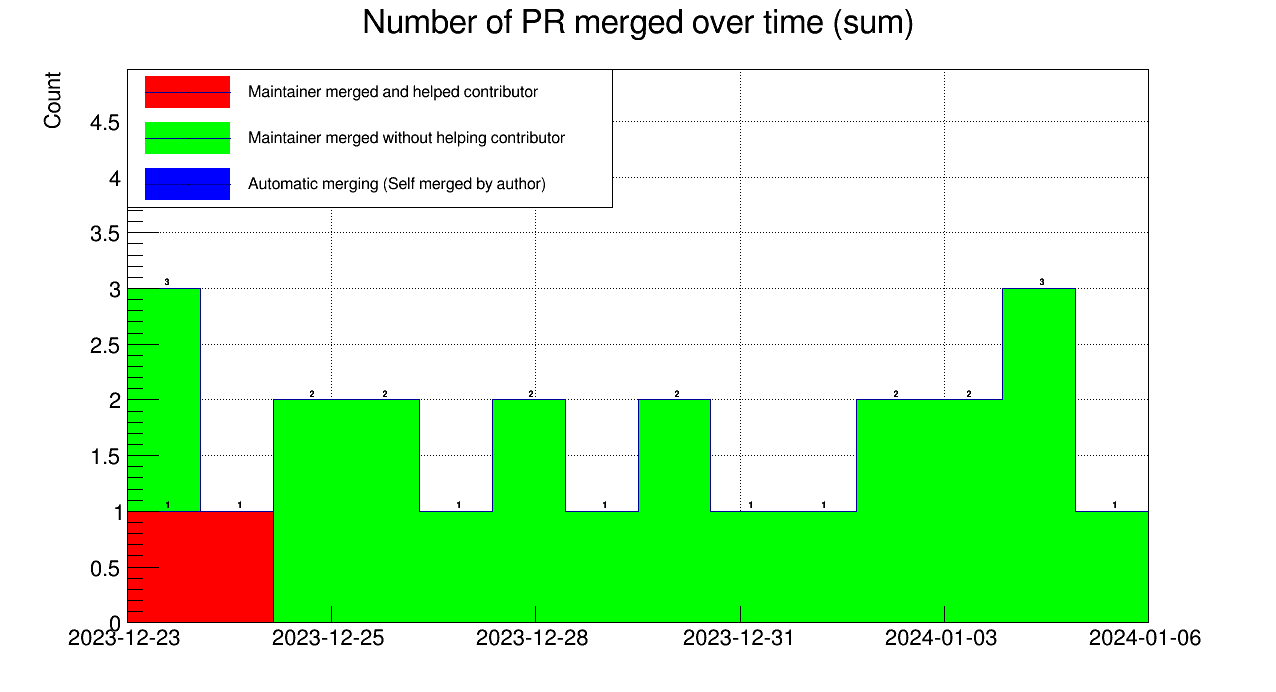 Number of PR merged over time (sum)
Count
Maintainer merged and helped contributor
Maintainer merged without helping contributor
Automatic merging (Self merged by author)
4.5
4
3.5
3
2.5
2
1.5
1
0.5
0
3 3
2 2 2 2 2 2
1 1 1 1 1 1 1
2023-12-23 2023-12-25 2023-12-28 2023-12-31 2024-01-03 2024-01-06